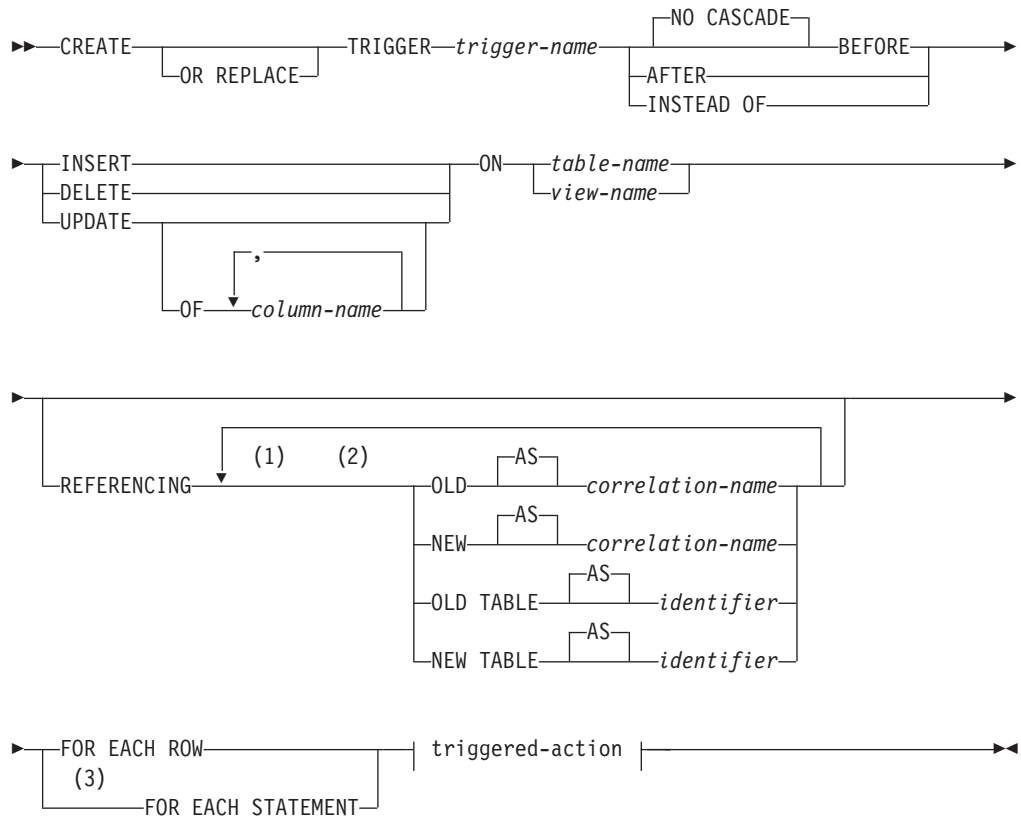 NO CASCADE
CREATE TRIGGER trigger-name BEFORE
OR REPLACE AFTER
INSTEAD OF
INSERT ON table-name
DELETE view-name
UPDATE
,
OF column-name
(1) (2) AS
REFERENCING OLD correlation-name
AS
NEW correlation-name
AS
OLD TABLE identifier
AS
NEW TABLE identifier
FOR EACH ROW triggered-action
(3)
FOR EACH STATEMENT